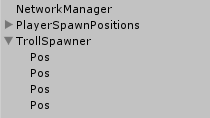 NetworkManager
PlayerSpawnPositions
TrollSpawner
Pos
Pos
Pos
Pos